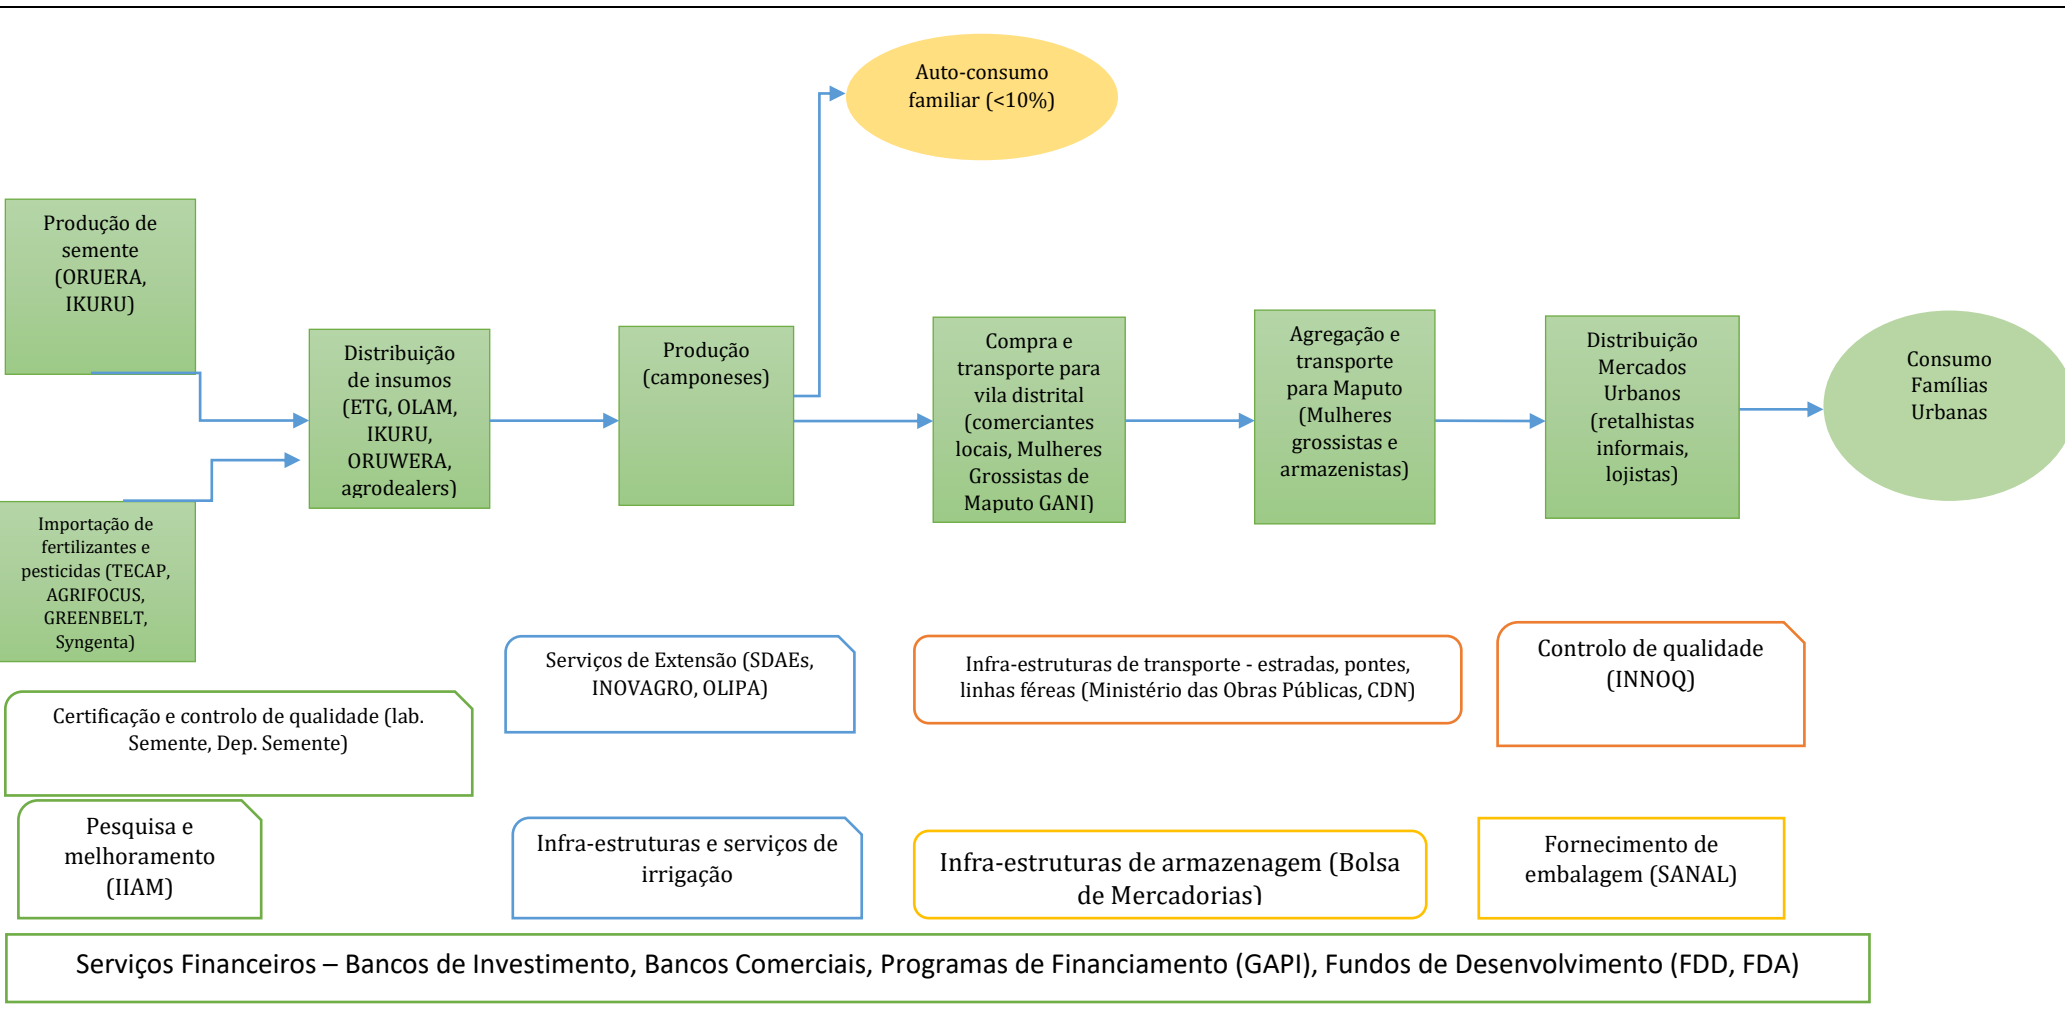 Auto-consumo
familiar (<10%)
Produção de
semente
(ORUERA,
IKURU)
Importação de
fertilizantes e
pesticidas (TECAP,
AGRIFOCUS,
GREENBELT,
Syngenta)
Distribuição
de insumos
(ETG, OLAM,
IKURU,
ORUWERA,
agrodealers)
Produção
(camponeses)
Compra e
transporte para
vila distrital
(comerciantes
locais, Mulheres
Grossistas de
Maputo GANI)
Agregação e
transporte
para Maputo
(Mulheres
grossistas e
armazenistas)
Distribuição
Mercados
Urbanos
(retalhistas
informais,
lojistas)
Consumo
Famílias
Urbanas
Certificação e controlo de qualidade (lab.
Semente, Dep. Semente)
Serviços de Extensão (SDAEs,
INOVAGRO, OLIPA)
Infra-estruturas de transporte - estradas, pontes,
linhas féreas (Ministério das Obras Públicas, CDN)
Controlo de qualidade
(INNOQ)
Pesquisa e
melhoramento
(IIAM)
Infra-estruturas e serviços de
irrigação
Infra-estruturas de armazenagem (Bolsa
de Mercadorias)
Fornecimento de
embalagem (SANAL)
Serviços Financeiros – Bancos de Investimento, Bancos Comerciais, Programas de Financiamento (GAPI), Fundos de Desenvolvimento (FDD, FDA)